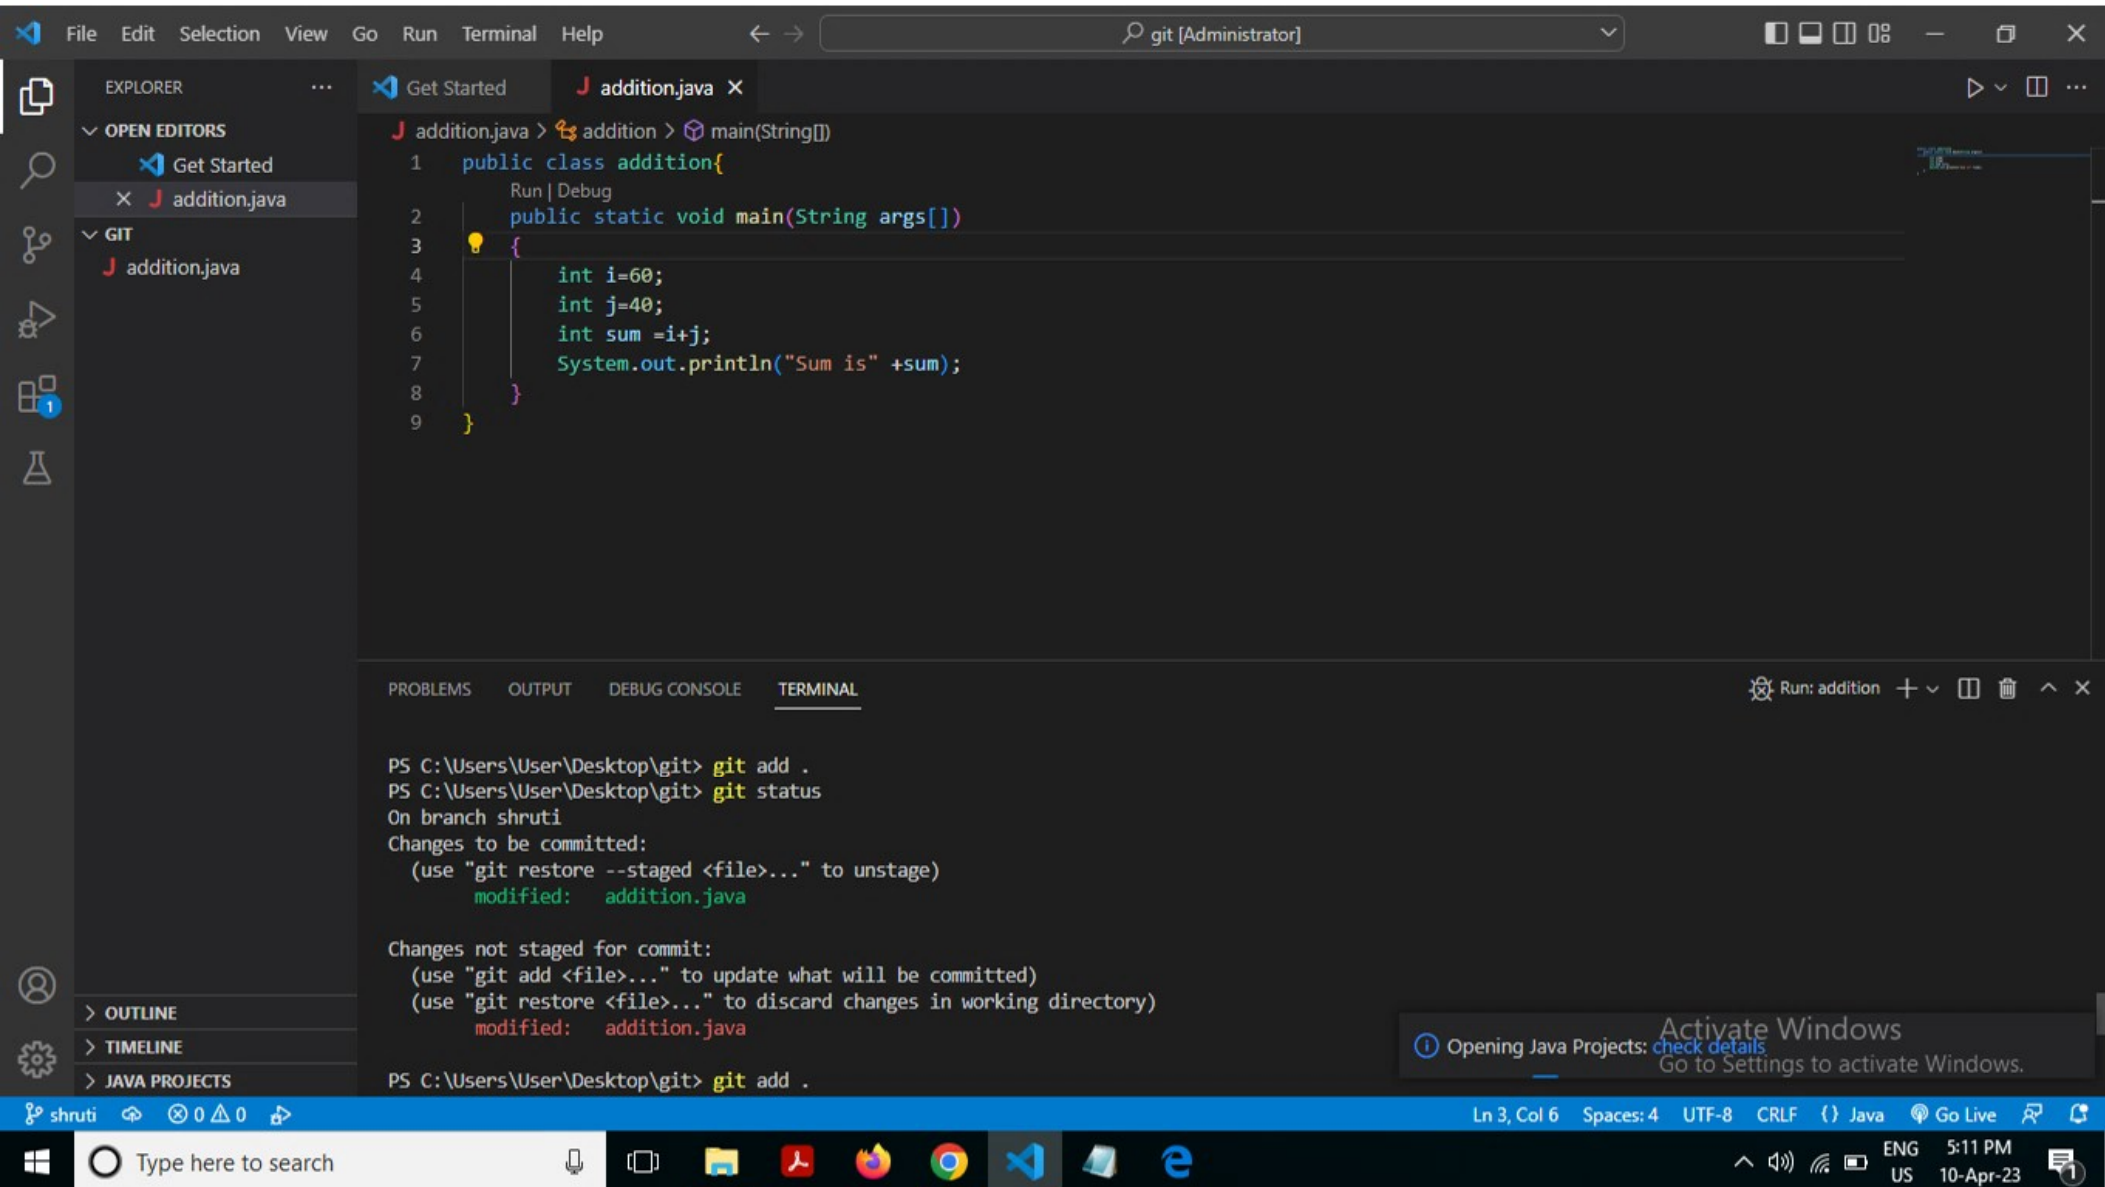 File Edit Selection View Go Run Terminal Help
git [Administrator]
EXPLORER
Get Started
addition.java
OPEN EDITORS
Get Started
addition.java
GIT
addition.java
addition.java > addition > main(String[])
1 public class addition{
Run | Debug
2 public static void main(String args[])
3 {
4 int i=60;
5 int j=40;
6 int sum =i+j;
7 System.out.println("Sum is" +sum);
8 }
9 }
1
PROBLEMS OUTPUT DEBUG CONSOLE TERMINAL
Run: addition
PS C:\Users\User\Desktop\git> git add .
PS C:\Users\User\Desktop\git> git status
On branch shruti
Changes to be committed:
(use "git restore --staged <file>..." to unstage)
modified: addition.java
Changes not staged for commit:
(use "git add <file>..." to update what will be committed)
(use "git restore <file>..." to discard changes in working directory)
modified: addition.java
PS C:\Users\User\Desktop\git> git add .
OUTLINE
TIMELINE
JAVA PROJECTS
Opening Java Projects: check details
Activate Windows
Go to Settings to activate Windows.
shruti 0 0
Ln 3, Col 6 Spaces: 4 UTF-8 CRLF {} Java Go Live
Type here to search
ENG
US
5:11 PM
10-Apr-23
1